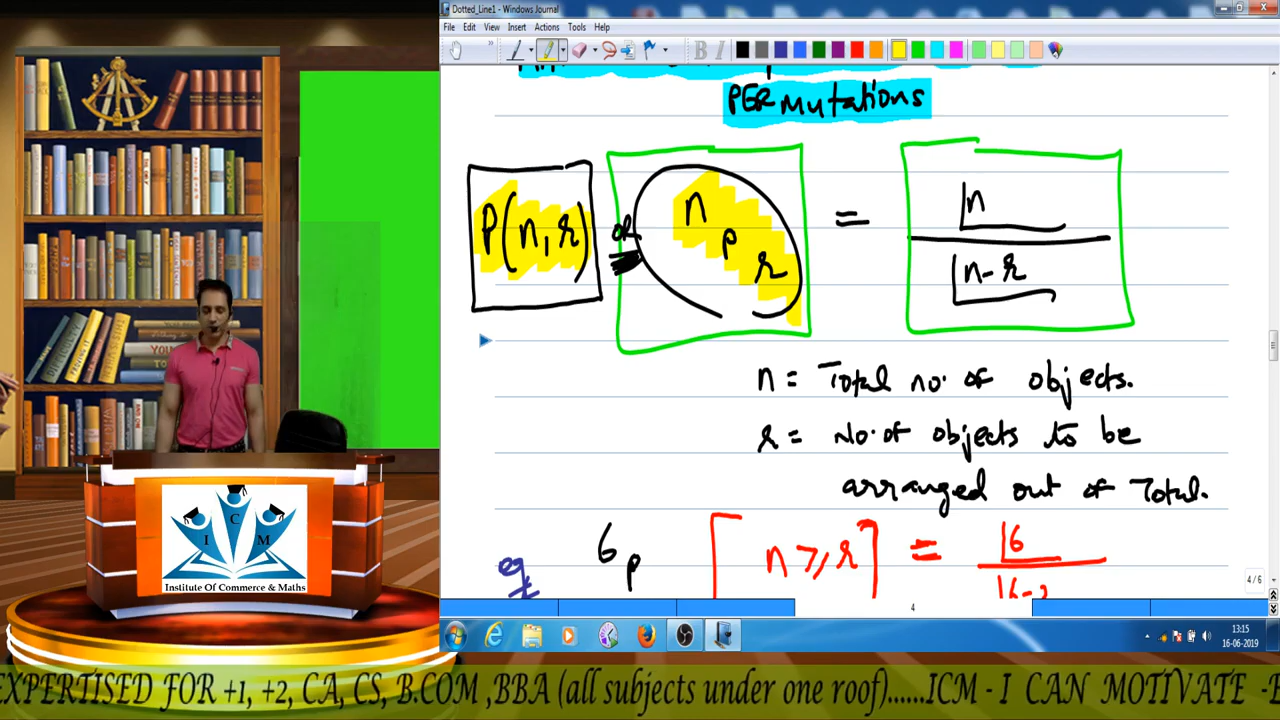 Dotted_Line1 - Windows Journal
File Edit View Insert Actions Tools Help
PERmutations
P(n, r) OR n P r = |n
|n-r
n = Total no. of objects.
r = No. of objects to be
arranged out of Total.
eg 6 P [ n ≥ r ] = |6
4 / 6
4
13:15
16-06-2019
I C M
Institute Of Commerce & Maths
EXPERTISED FOR +1, +2, CA, CS, B.COM ,BBA (all subjects under one roof)......ICM - I CAN MOTIVATE -E